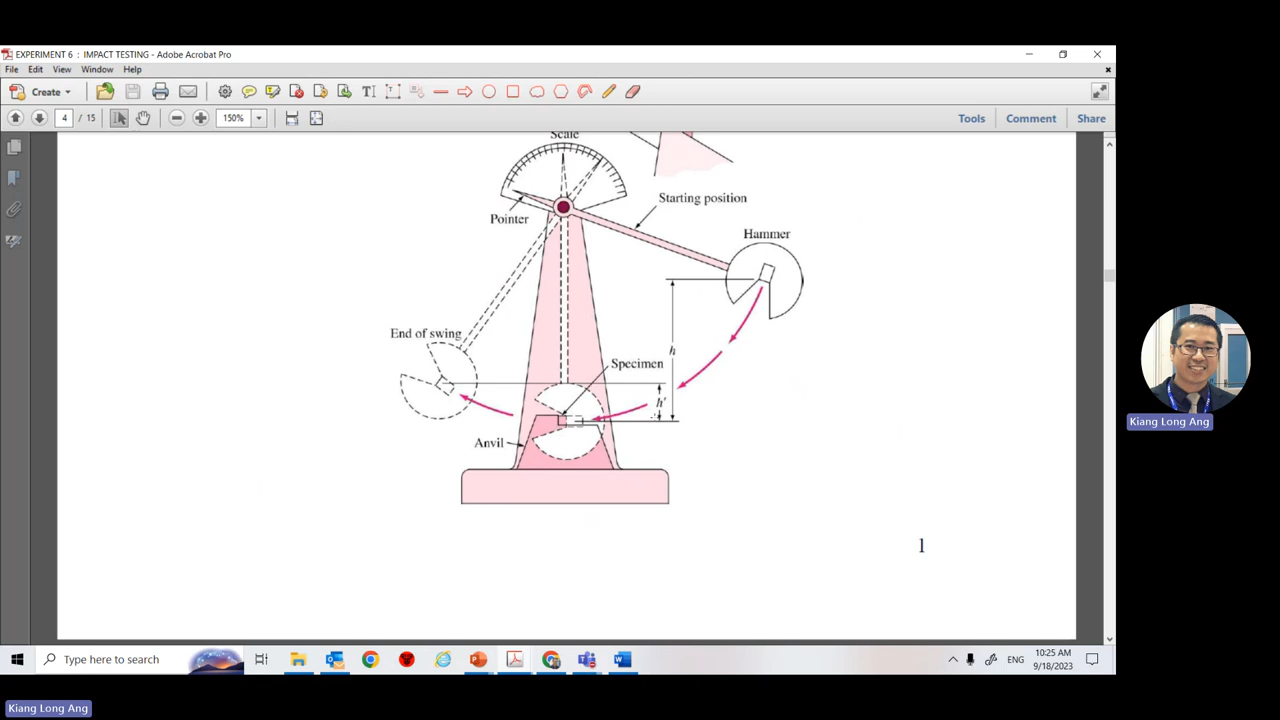 EXPERIMENT 6 : IMPACT TESTING - Adobe Acrobat Pro
File Edit View Window Help
Create
4 / 15 150% Tools Comment Share
Scale
Starting position
Pointer
Hammer
End of swing
h
Specimen
h'
Anvil
1
Kiang Long Ang
Type here to search
ENG
10:25 AM
9/18/2023
Kiang Long Ang